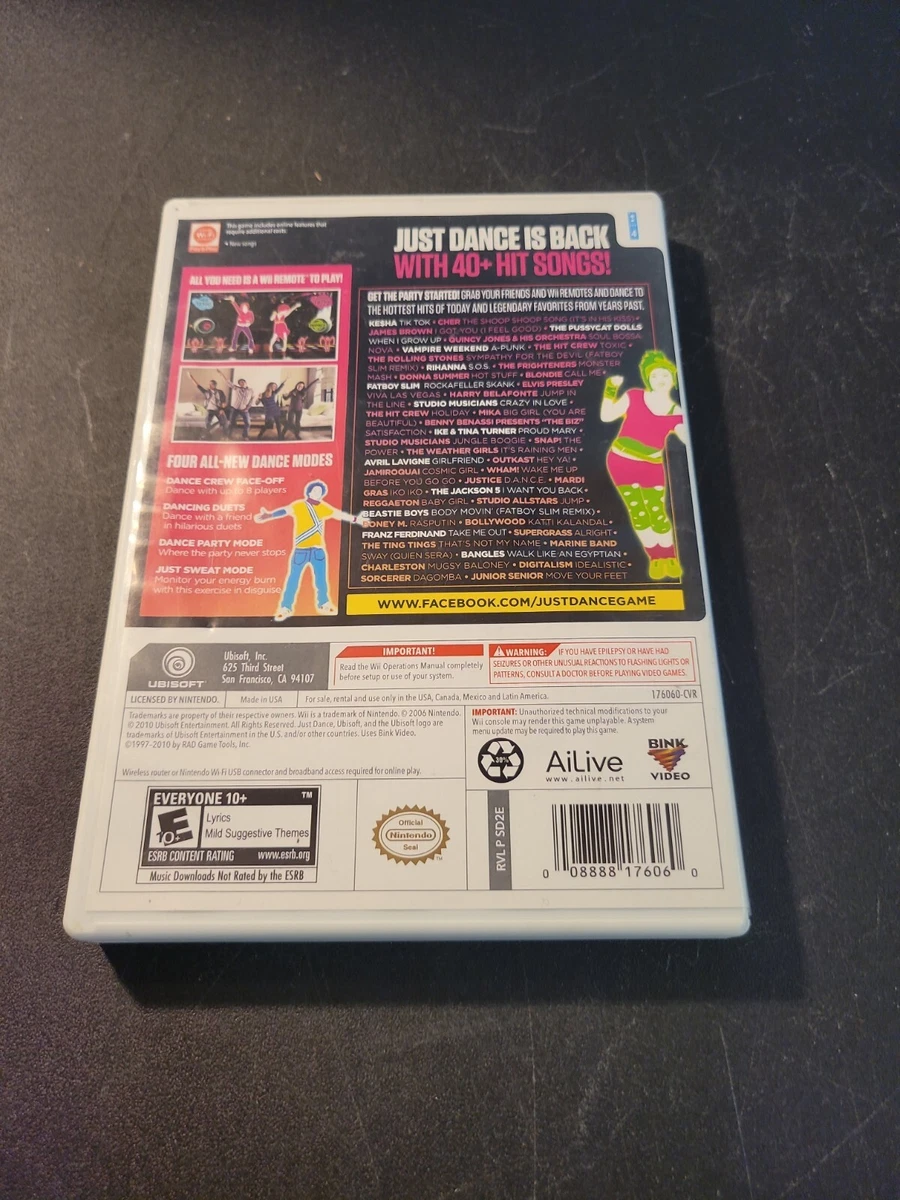 This game includes online features that
require additional tools.
• New songs
JUST DANCE IS BACK
WITH 40+ HIT SONGS!
ALL YOU NEED IS A WII REMOTE™ TO PLAY!
FOUR ALL-NEW DANCE MODES
DANCE CREW FACE-OFF
Dance with up to 8 players
DANCING DUETS
Dance with a friend
in hilarious duets
DANCE PARTY MODE
Where the party never stops
JUST SWEAT MODE
Monitor your energy burn
with this exercise in disguise
GET THE PARTY STARTED! GRAB YOUR FRIENDS AND WII REMOTES AND DANCE TO
THE HOTTEST HITS OF TODAY AND LEGENDARY FAVORITES FROM YEARS PAST.
KE$HA TIK TOK • CHER THE SHOOP SHOOP SONG (IT'S IN HIS KISS) •
JAMES BROWN I GOT YOU (I FEEL GOOD) • THE PUSSYCAT DOLLS
WHEN I GROW UP • QUINCY JONES & HIS ORCHESTRA SOUL BOSSA
NOVA • VAMPIRE WEEKEND A-PUNK • THE HIT CREW TOXIC •
THE ROLLING STONES SYMPATHY FOR THE DEVIL (FATBOY
SLIM REMIX) • RIHANNA S.O.S. • THE FRIGHTENERS MONSTER
MASH • DONNA SUMMER HOT STUFF • BLONDIE CALL ME •
FATBOY SLIM ROCKAFELLER SKANK • ELVIS PRESLEY
VIVA LAS VEGAS • HARRY BELAFONTE JUMP IN
THE LINE • STUDIO MUSICIANS CRAZY IN LOVE •
THE HIT CREW HOLIDAY • MIKA BIG GIRL (YOU ARE
BEAUTIFUL) • BENNY BENASSI PRESENTS "THE BIZ"
SATISFACTION • IKE & TINA TURNER PROUD MARY •
STUDIO MUSICIANS JUNGLE BOOGIE • SNAP! THE
POWER • THE WEATHER GIRLS IT'S RAINING MEN •
AVRIL LAVIGNE GIRLFRIEND • OUTKAST HEY YA! •
JAMIROQUAI COSMIC GIRL • WHAM! WAKE ME UP
BEFORE YOU GO GO • JUSTICE D.A.N.C.E. • MARDI
GRAS IKO IKO • THE JACKSON 5 I WANT YOU BACK •
REGGAETON BABY GIRL • STUDIO ALLSTARS JUMP •
BEASTIE BOYS BODY MOVIN' (FATBOY SLIM REMIX) •
BONEY M. RASPUTIN • BOLLYWOOD KATTI KALANDAL •
FRANZ FERDINAND TAKE ME OUT • SUPERGRASS ALRIGHT •
THE TING TINGS THAT'S NOT MY NAME • MARINE BAND
SWAY (QUIEN SERA) • BANGLES WALK LIKE AN EGYPTIAN •
CHARLESTON MUGSY BALONEY • DIGITALISM IDEALISTIC •
SORCERER DAGOMBA • JUNIOR SENIOR MOVE YOUR FEET
WWW.FACEBOOK.COM/JUSTDANCEGAME
UBISOFT
Ubisoft, Inc.
625 Third Street
San Francisco, CA 94107
IMPORTANT!
Read the Wii Operations Manual completely
before setup or use of your system.
WARNING: IF YOU HAVE EPILEPSY OR HAVE HAD
SEIZURES OR OTHER UNUSUAL REACTIONS TO FLASHING LIGHTS OR
PATTERNS, CONSULT A DOCTOR BEFORE PLAYING VIDEO GAMES.
LICENSED BY NINTENDO. Made in USA For sale, rental and use only in the USA, Canada, Mexico and Latin America. 176060-CVR
Trademarks are property of their respective owners. Wii is a trademark of Nintendo. © 2006 Nintendo.
© 2010 Ubisoft Entertainment. All Rights Reserved. Just Dance, Ubisoft, and the Ubisoft logo are
trademarks of Ubisoft Entertainment in the U.S. and/or other countries. Uses Bink Video.
©1997-2010 by RAD Game Tools, Inc.
Wireless router or Nintendo Wi-Fi USB connector and broadband access required for online play.
IMPORTANT: Unauthorized technical modifications to your
Wii console may render this game unplayable. A system
menu update may be required to play this game.
30%
AiLive
www.ailive.net
BINK
VIDEO
EVERYONE 10+ ™
E
10+
Lyrics
Mild Suggestive Themes
ESRB CONTENT RATING www.esrb.org
Music Downloads Not Rated by the ESRB
Official
Nintendo
Seal
™
RVL P SD2E
0 08888 17606 0